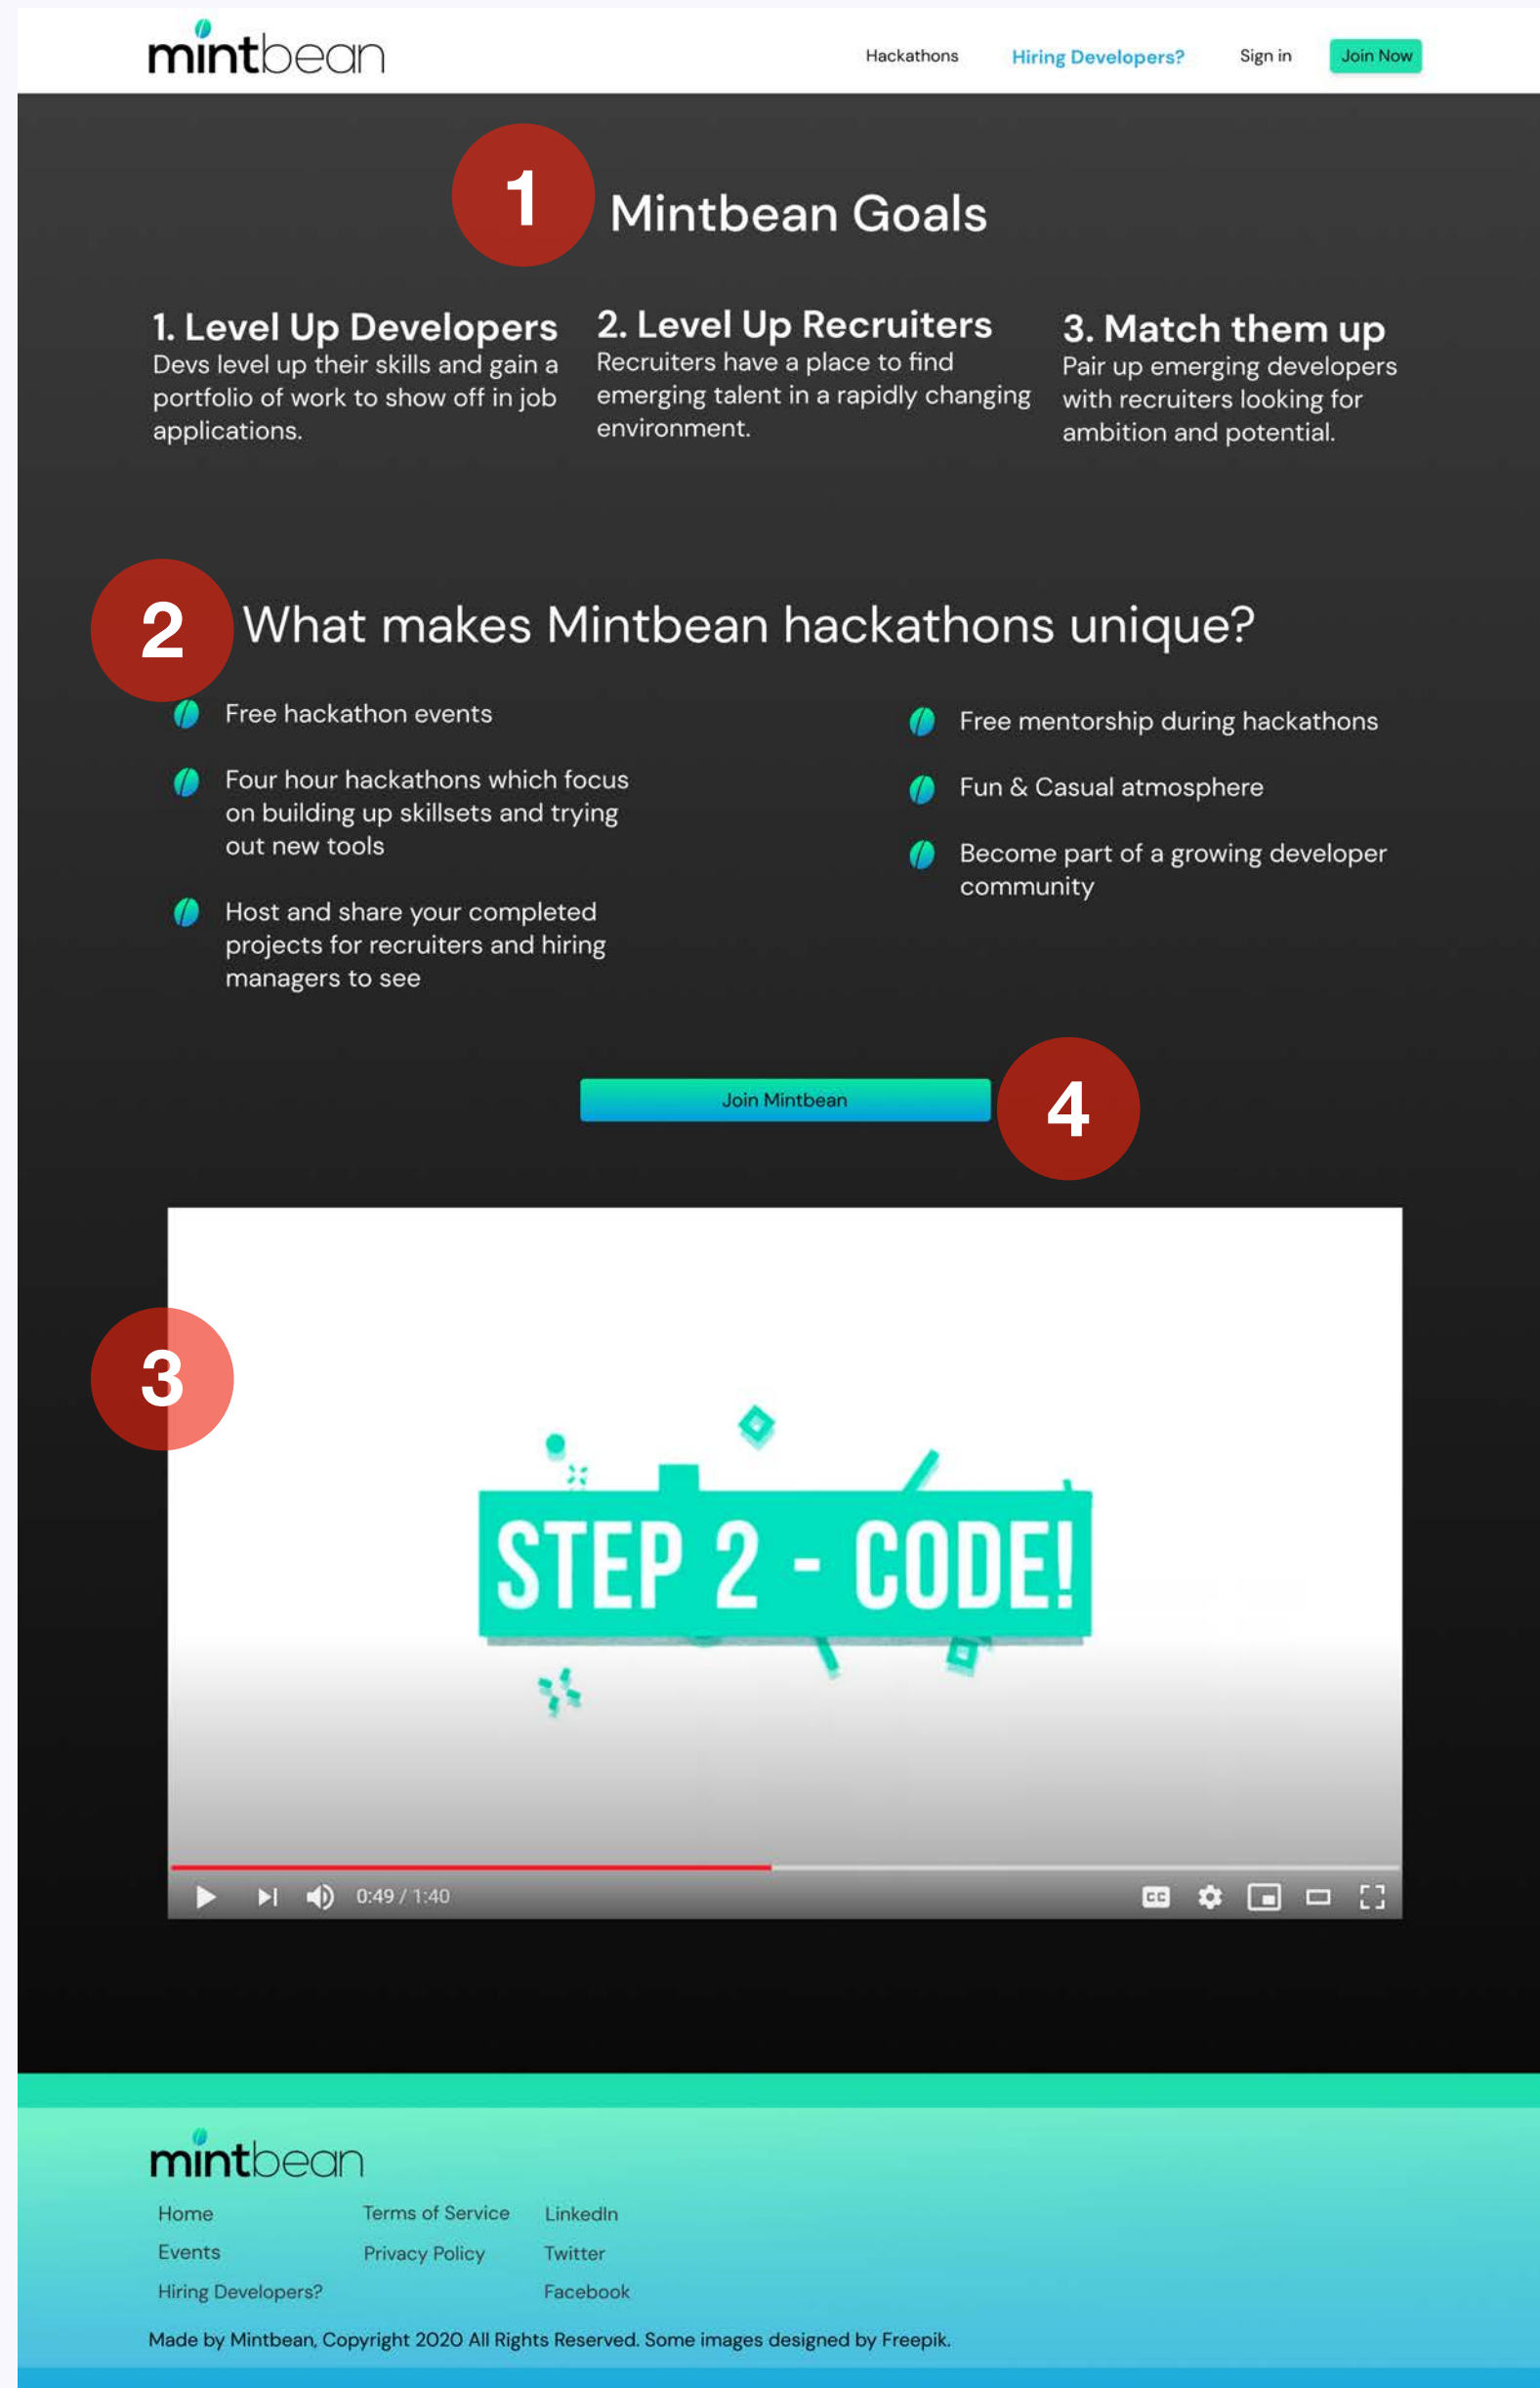 mintbean
Hackathons
Hiring Developers?
Sign in
Join Now
1
Mintbean Goals
1. Level Up Developers
Devs level up their skills and gain a
portfolio of work to show off in job
applications.
2. Level Up Recruiters
Recruiters have a place to find
emerging talent in a rapidly changing
environment.
3. Match them up
Pair up emerging developers
with recruiters looking for
ambition and potential.
2
What makes Mintbean hackathons unique?
Free hackathon events
Four hour hackathons which focus
on building up skillsets and trying
out new tools
Host and share your completed
projects for recruiters and hiring
managers to see
Free mentorship during hackathons
Fun & Casual atmosphere
Become part of a growing developer
community
Join Mintbean
4
3
STEP 2 - CODE!
0:49 / 1:40
CC
mintbean
Home
Events
Hiring Developers?
Terms of Service
Privacy Policy
LinkedIn
Twitter
Facebook
Made by Mintbean, Copyright 2020 All Rights Reserved. Some images designed by Freepik.